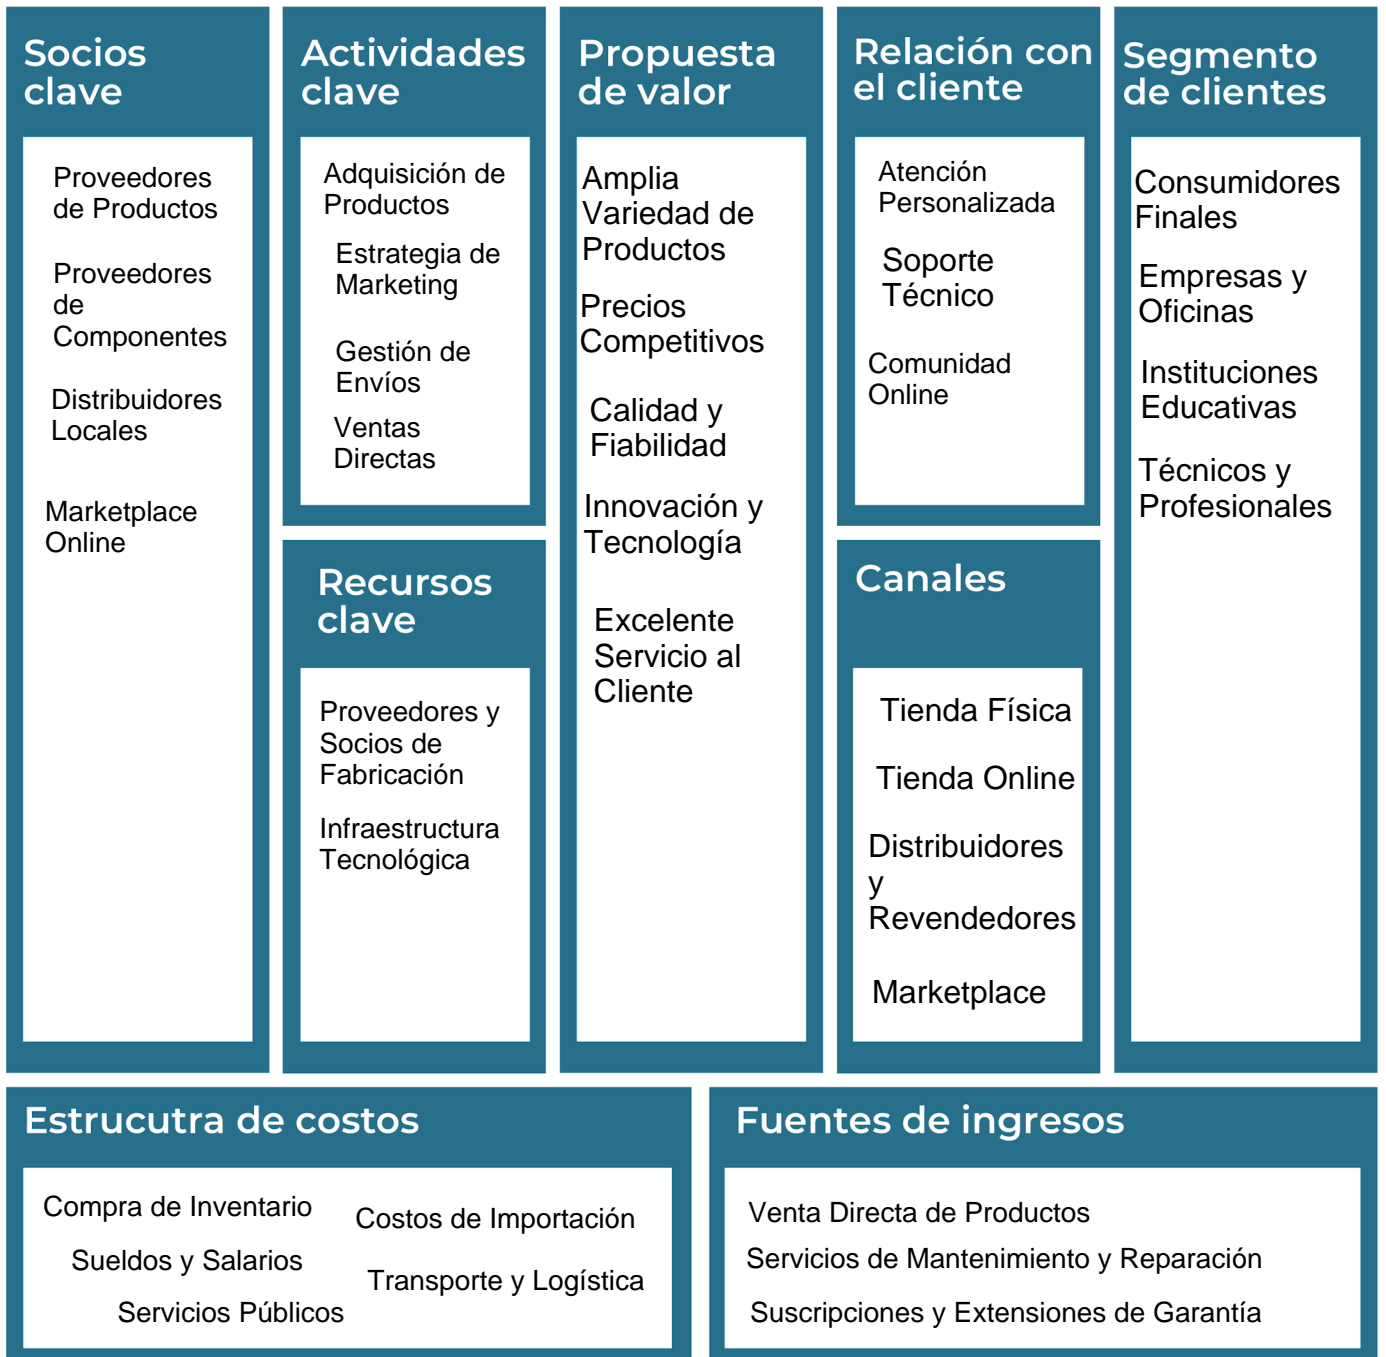 Socios
clave
Proveedores
de Productos
Proveedores
de
Componentes
Distribuidores
Locales
Marketplace
Online
Actividades
clave
Adquisición de
Productos
Estrategia de
Marketing
Gestión de
Envíos
Ventas
Directas
Recursos
clave
Proveedores y
Socios de
Fabricación
Infraestructura
Tecnológica
Propuesta
de valor
Amplia
Variedad de
Productos
Precios
Competitivos
Calidad y
Fiabilidad
Innovación y
Tecnología
Excelente
Servicio al
Cliente
Relación con
el cliente
Atención
Personalizada
Soporte
Técnico
Comunidad
Online
Canales
Tienda Física
Tienda Online
Distribuidores
y
Revendedores
Marketplace
Segmento
de clientes
Consumidores
Finales
Empresas y
Oficinas
Instituciones
Educativas
Técnicos y
Profesionales
Estrucutra de costos
Compra de Inventario
Sueldos y Salarios
Servicios Públicos
Costos de Importación
Transporte y Logística
Fuentes de ingresos
Venta Directa de Productos
Servicios de Mantenimiento y Reparación
Suscripciones y Extensiones de Garantía